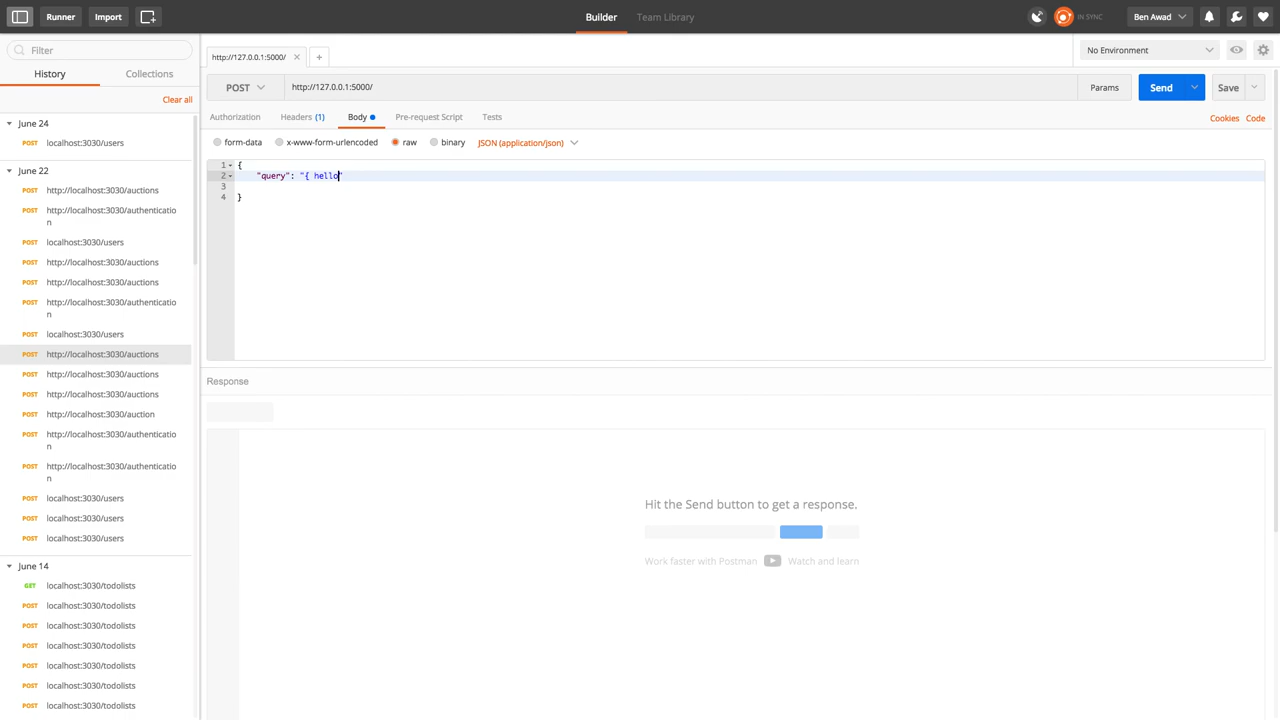 Runner
Import
Builder
Team Library
IN SYNC
Ben Awad
Filter
History
Collections
Clear all
June 24
POST localhost:3030/users
June 22
POST http://localhost:3030/auctions
POST http://localhost:3030/authenticatio
n
POST localhost:3030/users
POST http://localhost:3030/auctions
POST http://localhost:3030/auctions
POST http://localhost:3030/authenticatio
n
POST localhost:3030/users
POST http://localhost:3030/auctions
POST http://localhost:3030/auctions
POST http://localhost:3030/auctions
POST http://localhost:3030/auction
POST http://localhost:3030/authenticatio
n
POST http://localhost:3030/authenticatio
n
POST localhost:3030/users
POST localhost:3030/users
POST localhost:3030/users
June 14
GET localhost:3030/todolists
POST localhost:3030/todolists
POST localhost:3030/todolists
POST localhost:3030/todolists
POST localhost:3030/todolists
POST localhost:3030/todolists
POST localhost:3030/todolists
http://127.0.0.1:5000/
No Environment
POST http://127.0.0.1:5000/ Params Send Save
Authorization Headers (1) Body Pre-request Script Tests Cookies Code
form-data x-www-form-urlencoded raw binary JSON (application/json)
1 {
2 "query": "{ hello"
3
4 }
Response
Hit the Send button to get a response.
Work faster with Postman Watch and learn